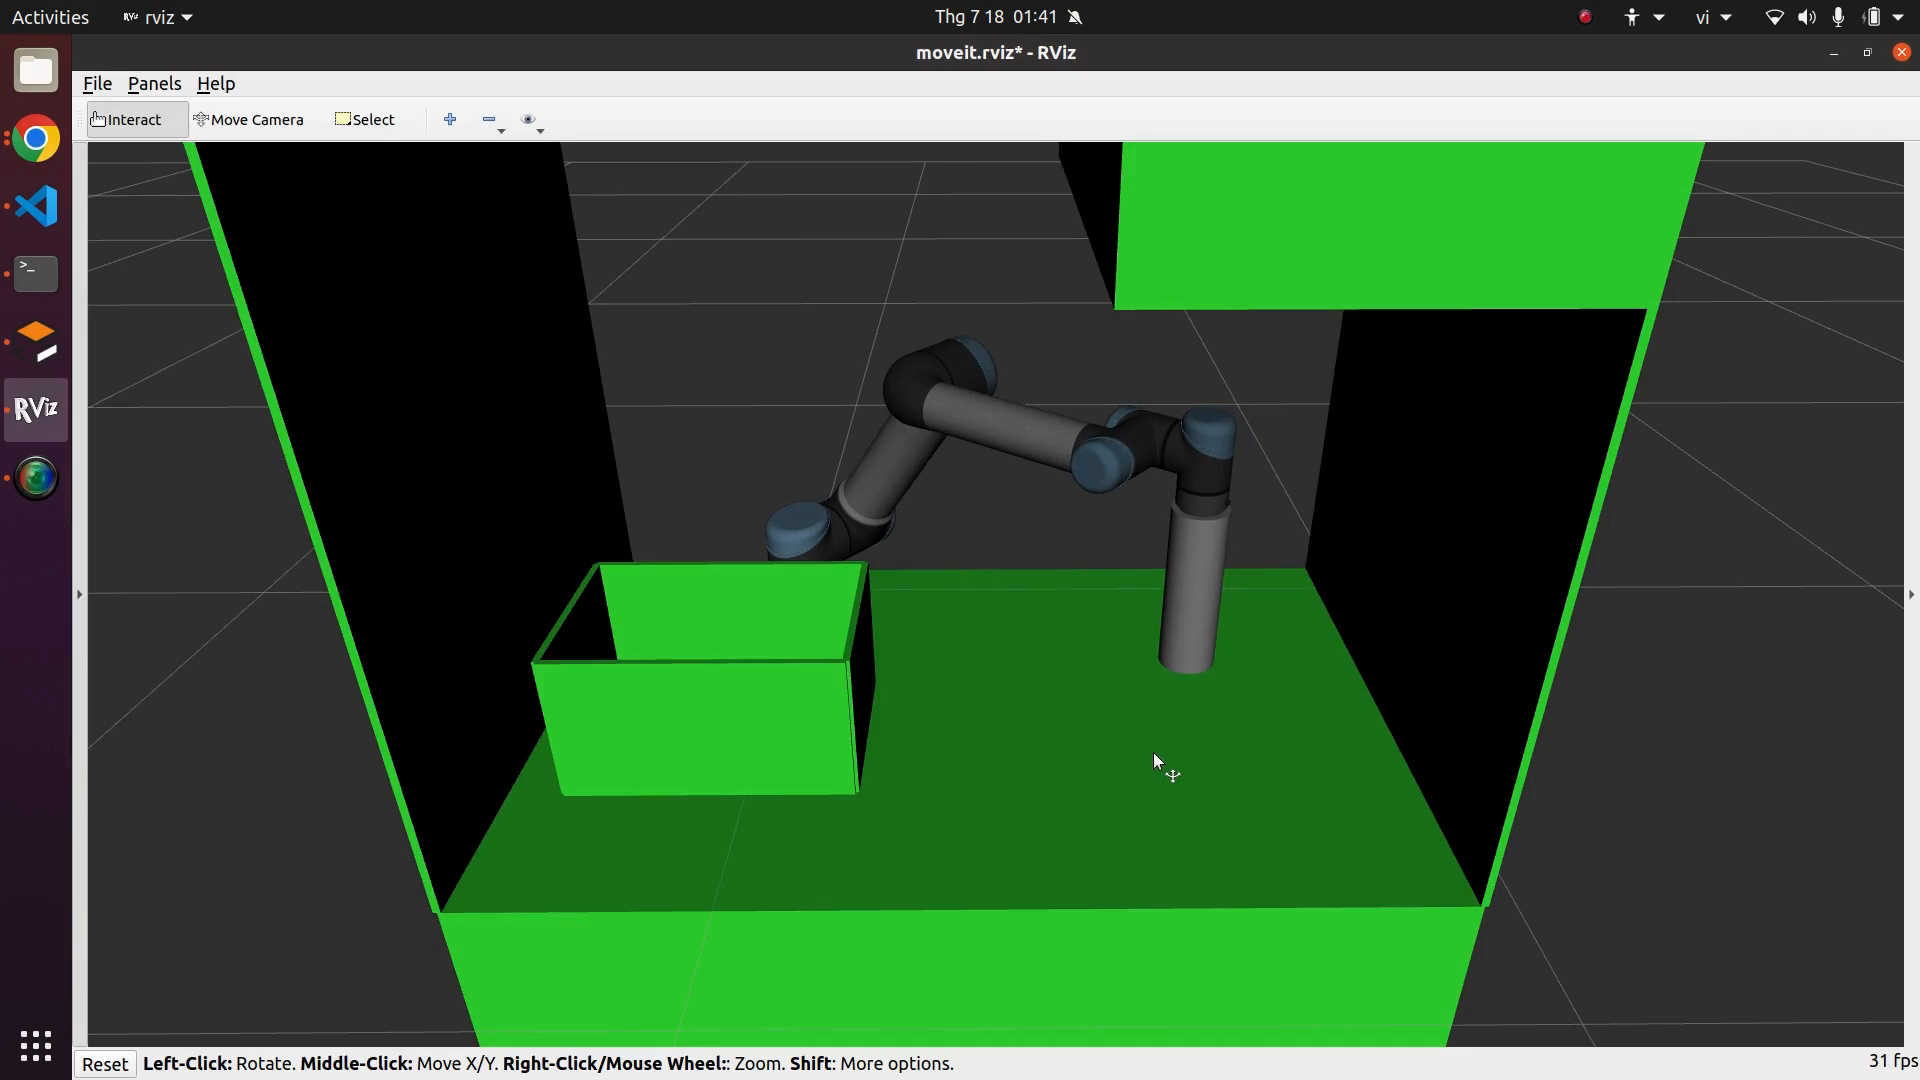 Activities
rviz
Thg 7 18 01:41
vi
moveit.rviz* - RViz
File Panels Help
Interact Move Camera Select
RViz
Reset Left-Click: Rotate. Middle-Click: Move X/Y. Right-Click/Mouse Wheel:: Zoom. Shift: More options.
31 fps